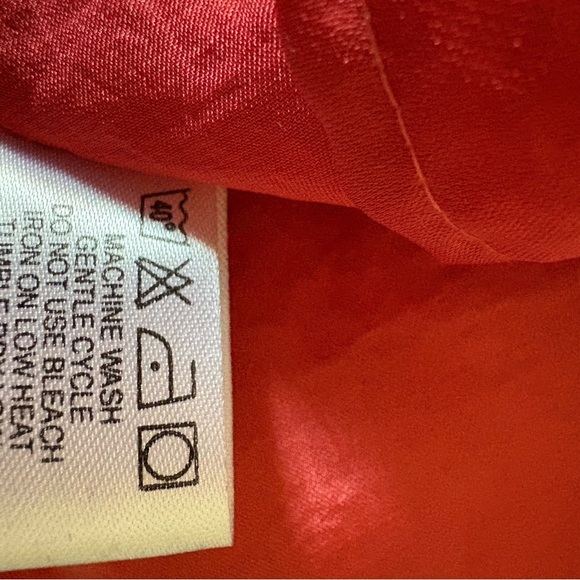 40°
MACHINE WASH
GENTLE CYCLE
DO NOT USE BLEACH
IRON ON LOW HEAT